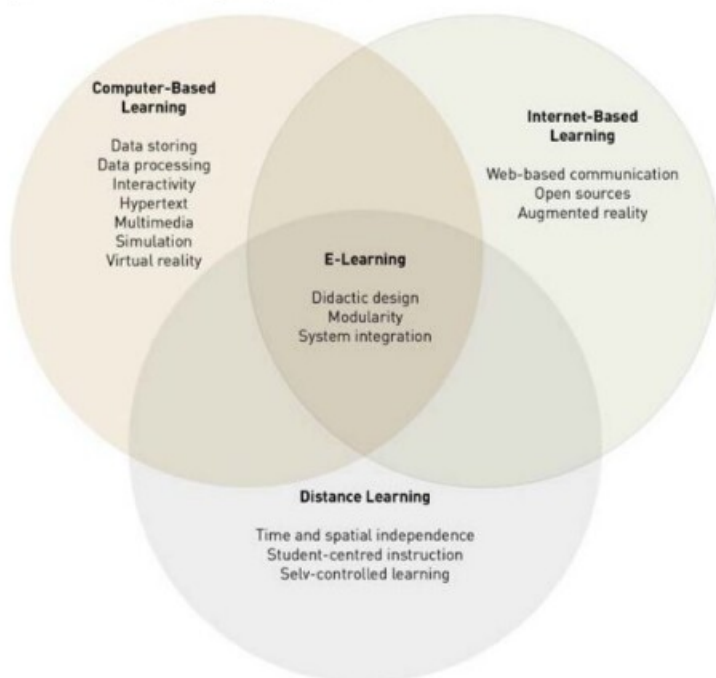 Computer-Based
Learning
Data storing
Data processing
Interactivity
Hypertext
Multimedia
Simulation
Virtual reality
Internet-Based
Learning
Web-based communication
Open sources
Augmented reality
E-Learning
Didactic design
Modularity
System integration
Distance Learning
Time and spatial independence
Student-centred instruction
Selv-controlled learning